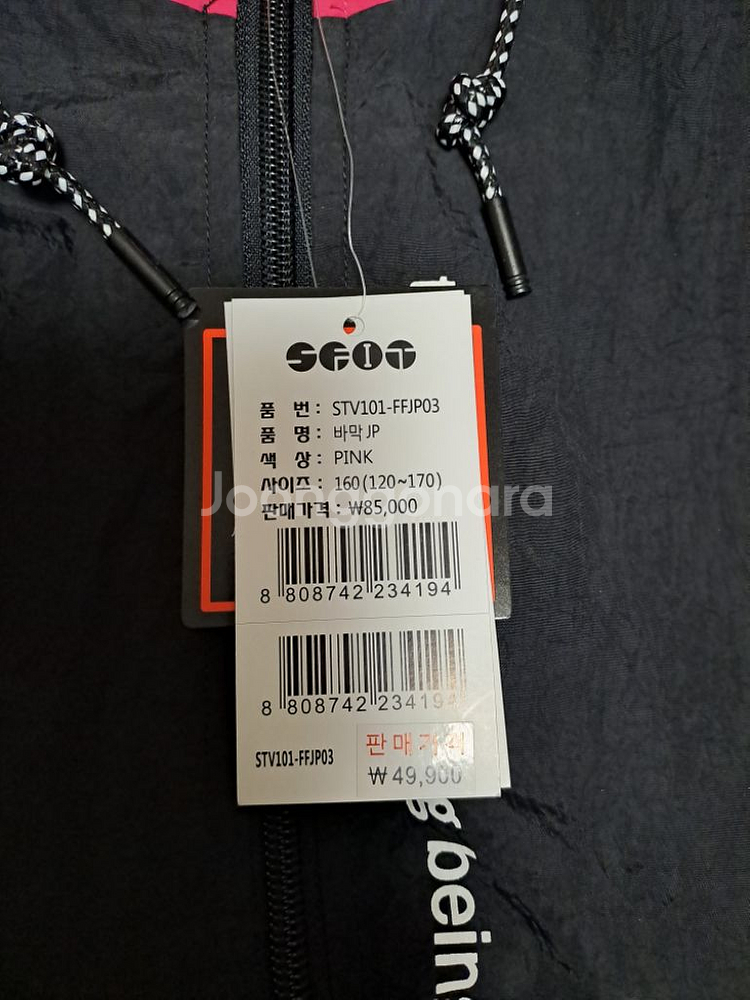 SFIT
품 번 : STV101-FFJP03
품 명 : 바막 JP
색 상 : PINK
사이즈 : 160(120~170)
판매가격 : ₩85,000
Joonggonara
8 808742 234194
8 808742 234194
STV101-FFJP03
판매가격
₩49,900
g being